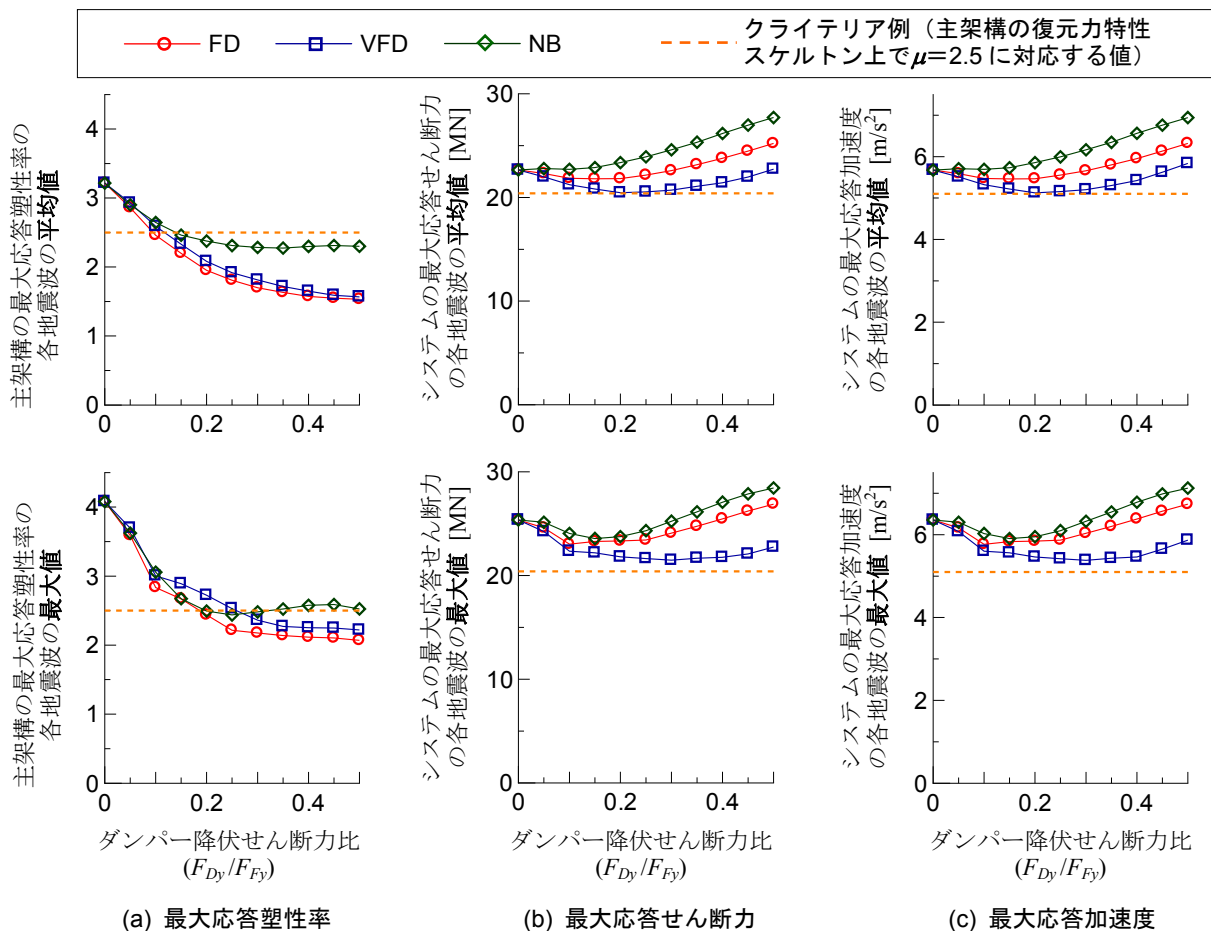 FD
VFD
NB
クライテリア例（主架構の復元力特性
スケルトン上でμ＝2.5 に対応する値）
主架構の最大応答塑性率の
各地震波の平均値
4
3
2
1
0
0
0.2
0.4
システムの最大応答せん断力
の各地震波の平均値 [MN]
30
20
10
0
0
0.2
0.4
システムの最大応答加速度
の各地震波の平均値 [m/s²]
6
4
2
0
0
0.2
0.4
主架構の最大応答塑性率の
各地震波の最大値
4
3
2
1
0
0
0.2
0.4
ダンパー降伏せん断力比
(F_Dy/F_Fy)
(a) 最大応答塑性率
システムの最大応答せん断力
の各地震波の最大値 [MN]
30
20
10
0
0
0.2
0.4
ダンパー降伏せん断力比
(F_Dy/F_Fy)
(b) 最大応答せん断力
システムの最大応答加速度
の各地震波の最大値 [m/s²]
6
4
2
0
0
0.2
0.4
ダンパー降伏せん断力比
(F_Dy/F_Fy)
(c) 最大応答加速度